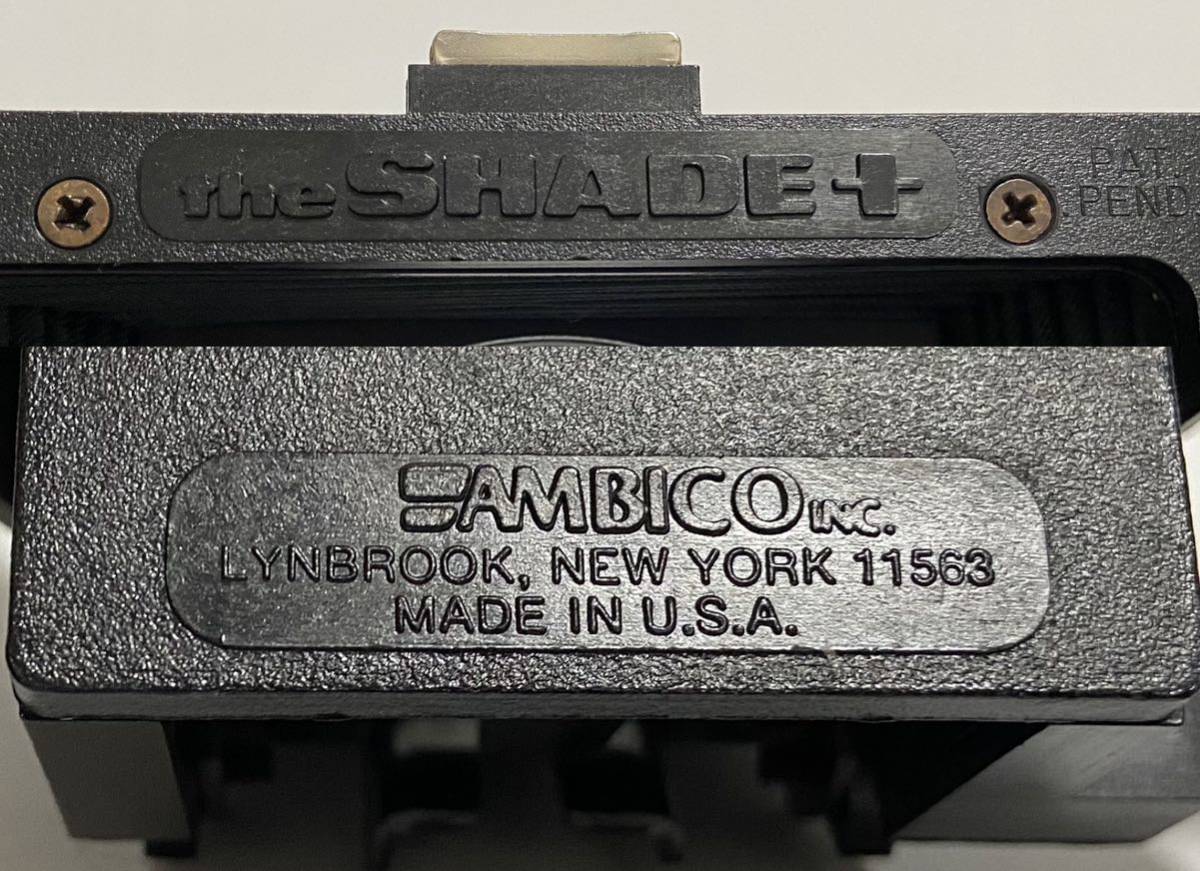 the SHADE+
PAT.
PEND
AMBICO INC.
LYNBROOK, NEW YORK 11563
MADE IN U.S.A.